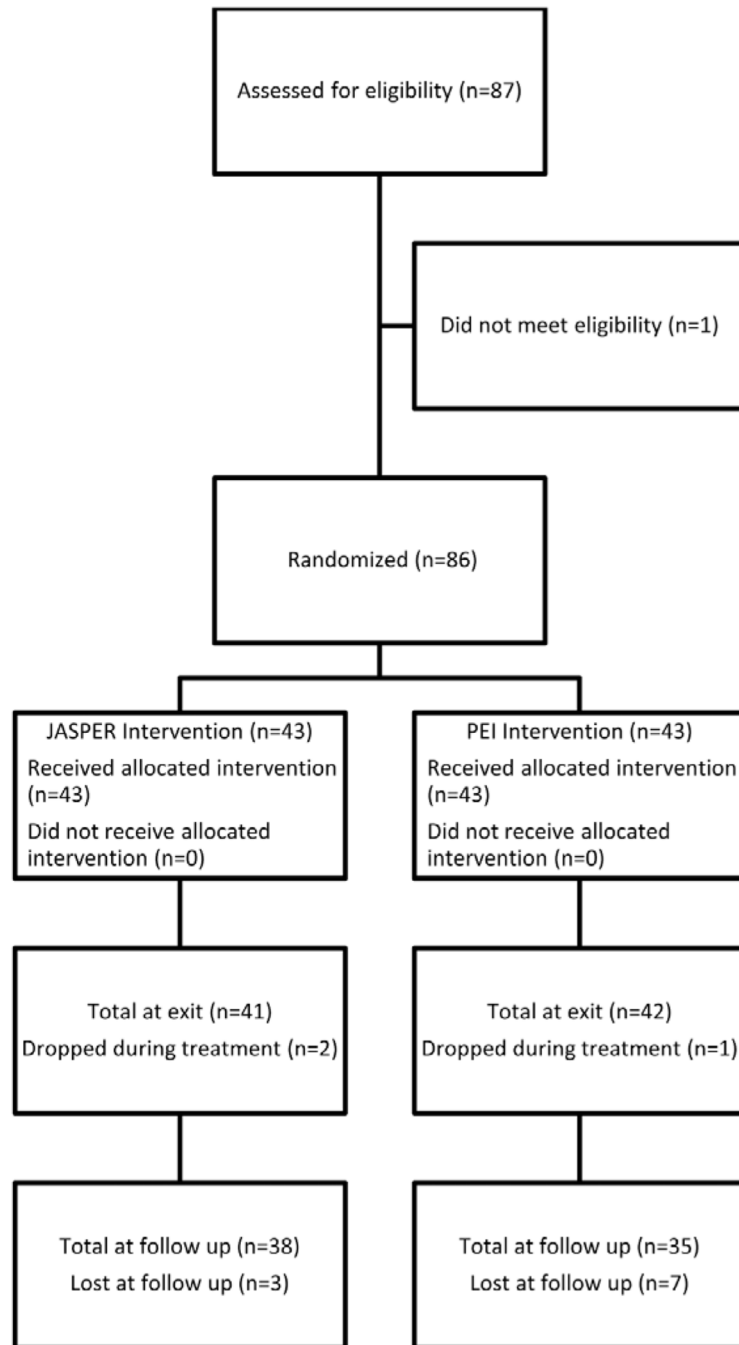 Assessed for eligibility (n=87)
Did not meet eligibility (n=1)
Randomized (n=86)
JASPER Intervention (n=43)
Received allocated intervention
(n=43)
Did not receive allocated
intervention (n=0)
PEI Intervention (n=43)
Received allocated intervention
(n=43)
Did not receive allocated
intervention (n=0)
Total at exit (n=41)
Dropped during treatment (n=2)
Total at exit (n=42)
Dropped during treatment (n=1)
Total at follow up (n=38)
Lost at follow up (n=3)
Total at follow up (n=35)
Lost at follow up (n=7)